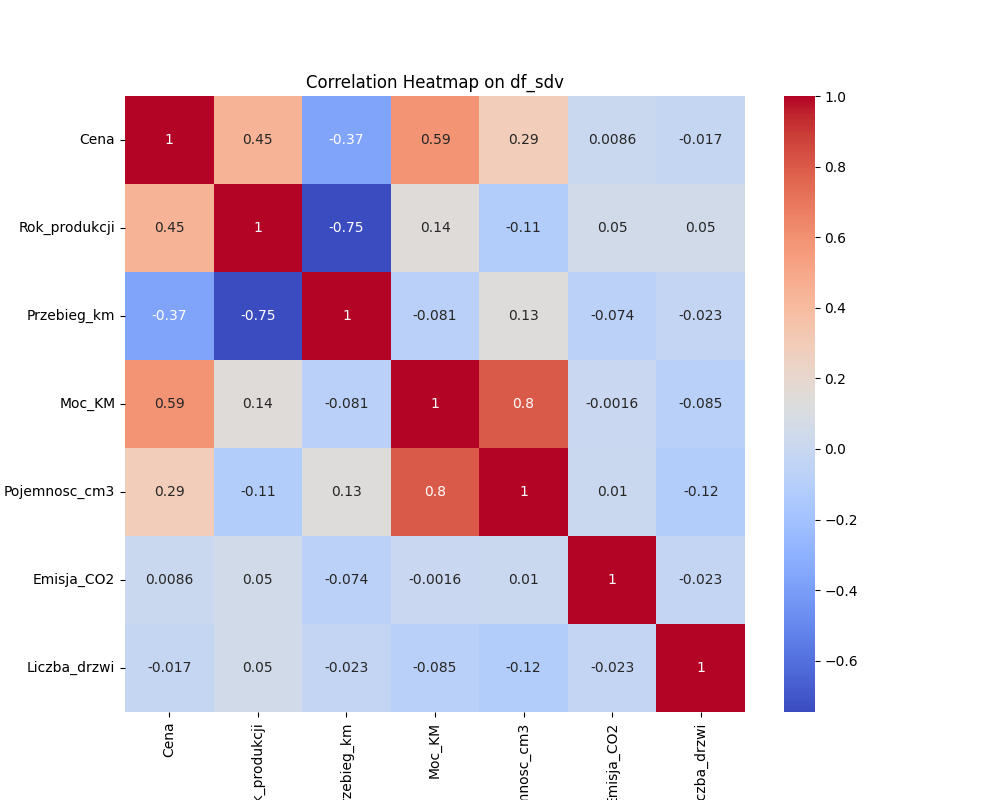 Correlation Heatmap on df_sdv
Cena 1 0.45 -0.37 0.59 0.29 0.0086 -0.017
Rok_produkcji 0.45 1 -0.75 0.14 -0.11 0.05 0.05
Przebieg_km -0.37 -0.75 1 -0.081 0.13 -0.074 -0.023
Moc_KM 0.59 0.14 -0.081 1 0.8 -0.0016 -0.085
Pojemnosc_cm3 0.29 -0.11 0.13 0.8 1 0.01 -0.12
Emisja_CO2 0.0086 0.05 -0.074 -0.0016 0.01 1 -0.023
Liczba_drzwi -0.017 0.05 -0.023 -0.085 -0.12 -0.023 1
Cena
k_produkcji
rzebieg_km
Moc_KM
mnosc_cm3
Emisja_CO2
czba_drzwi
1.0
0.8
0.6
0.4
0.2
0.0
−0.2
−0.4
−0.6